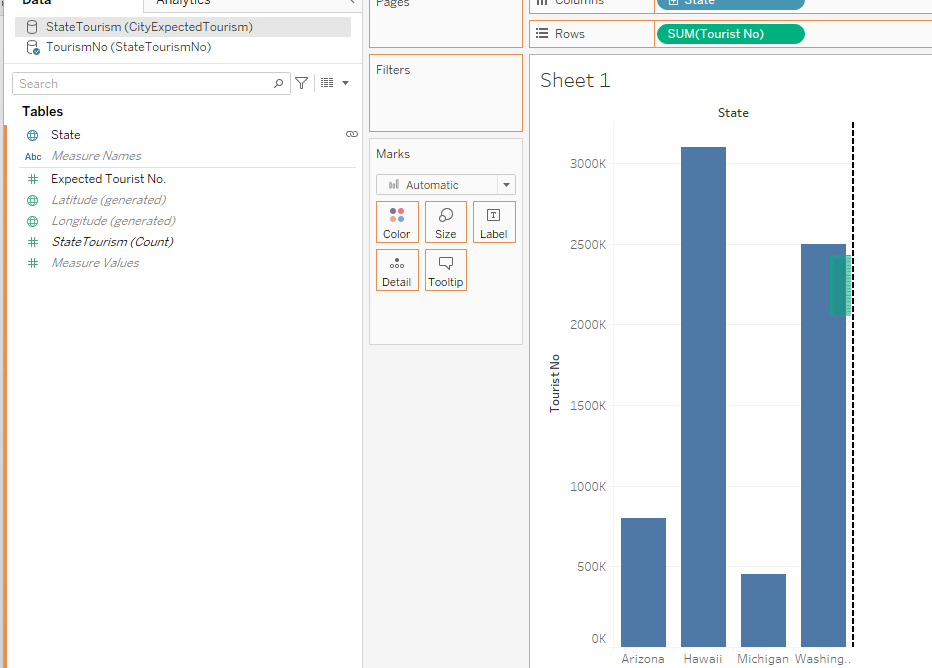 Data Analytics
StateTourism (CityExpectedTourism)
TourismNo (StateTourismNo)
Search
Tables
State
Abc Measure Names
Expected Tourist No.
Latitude (generated)
Longitude (generated)
StateTourism (Count)
Measure Values
Pages
Filters
Marks
Automatic
Color Size Label
Detail Tooltip
Columns State
Rows SUM(Tourist No)
Sheet 1
State
3000K
2500K
2000K
1500K
1000K
500K
0K
Tourist No
Arizona Hawaii Michigan Washing..